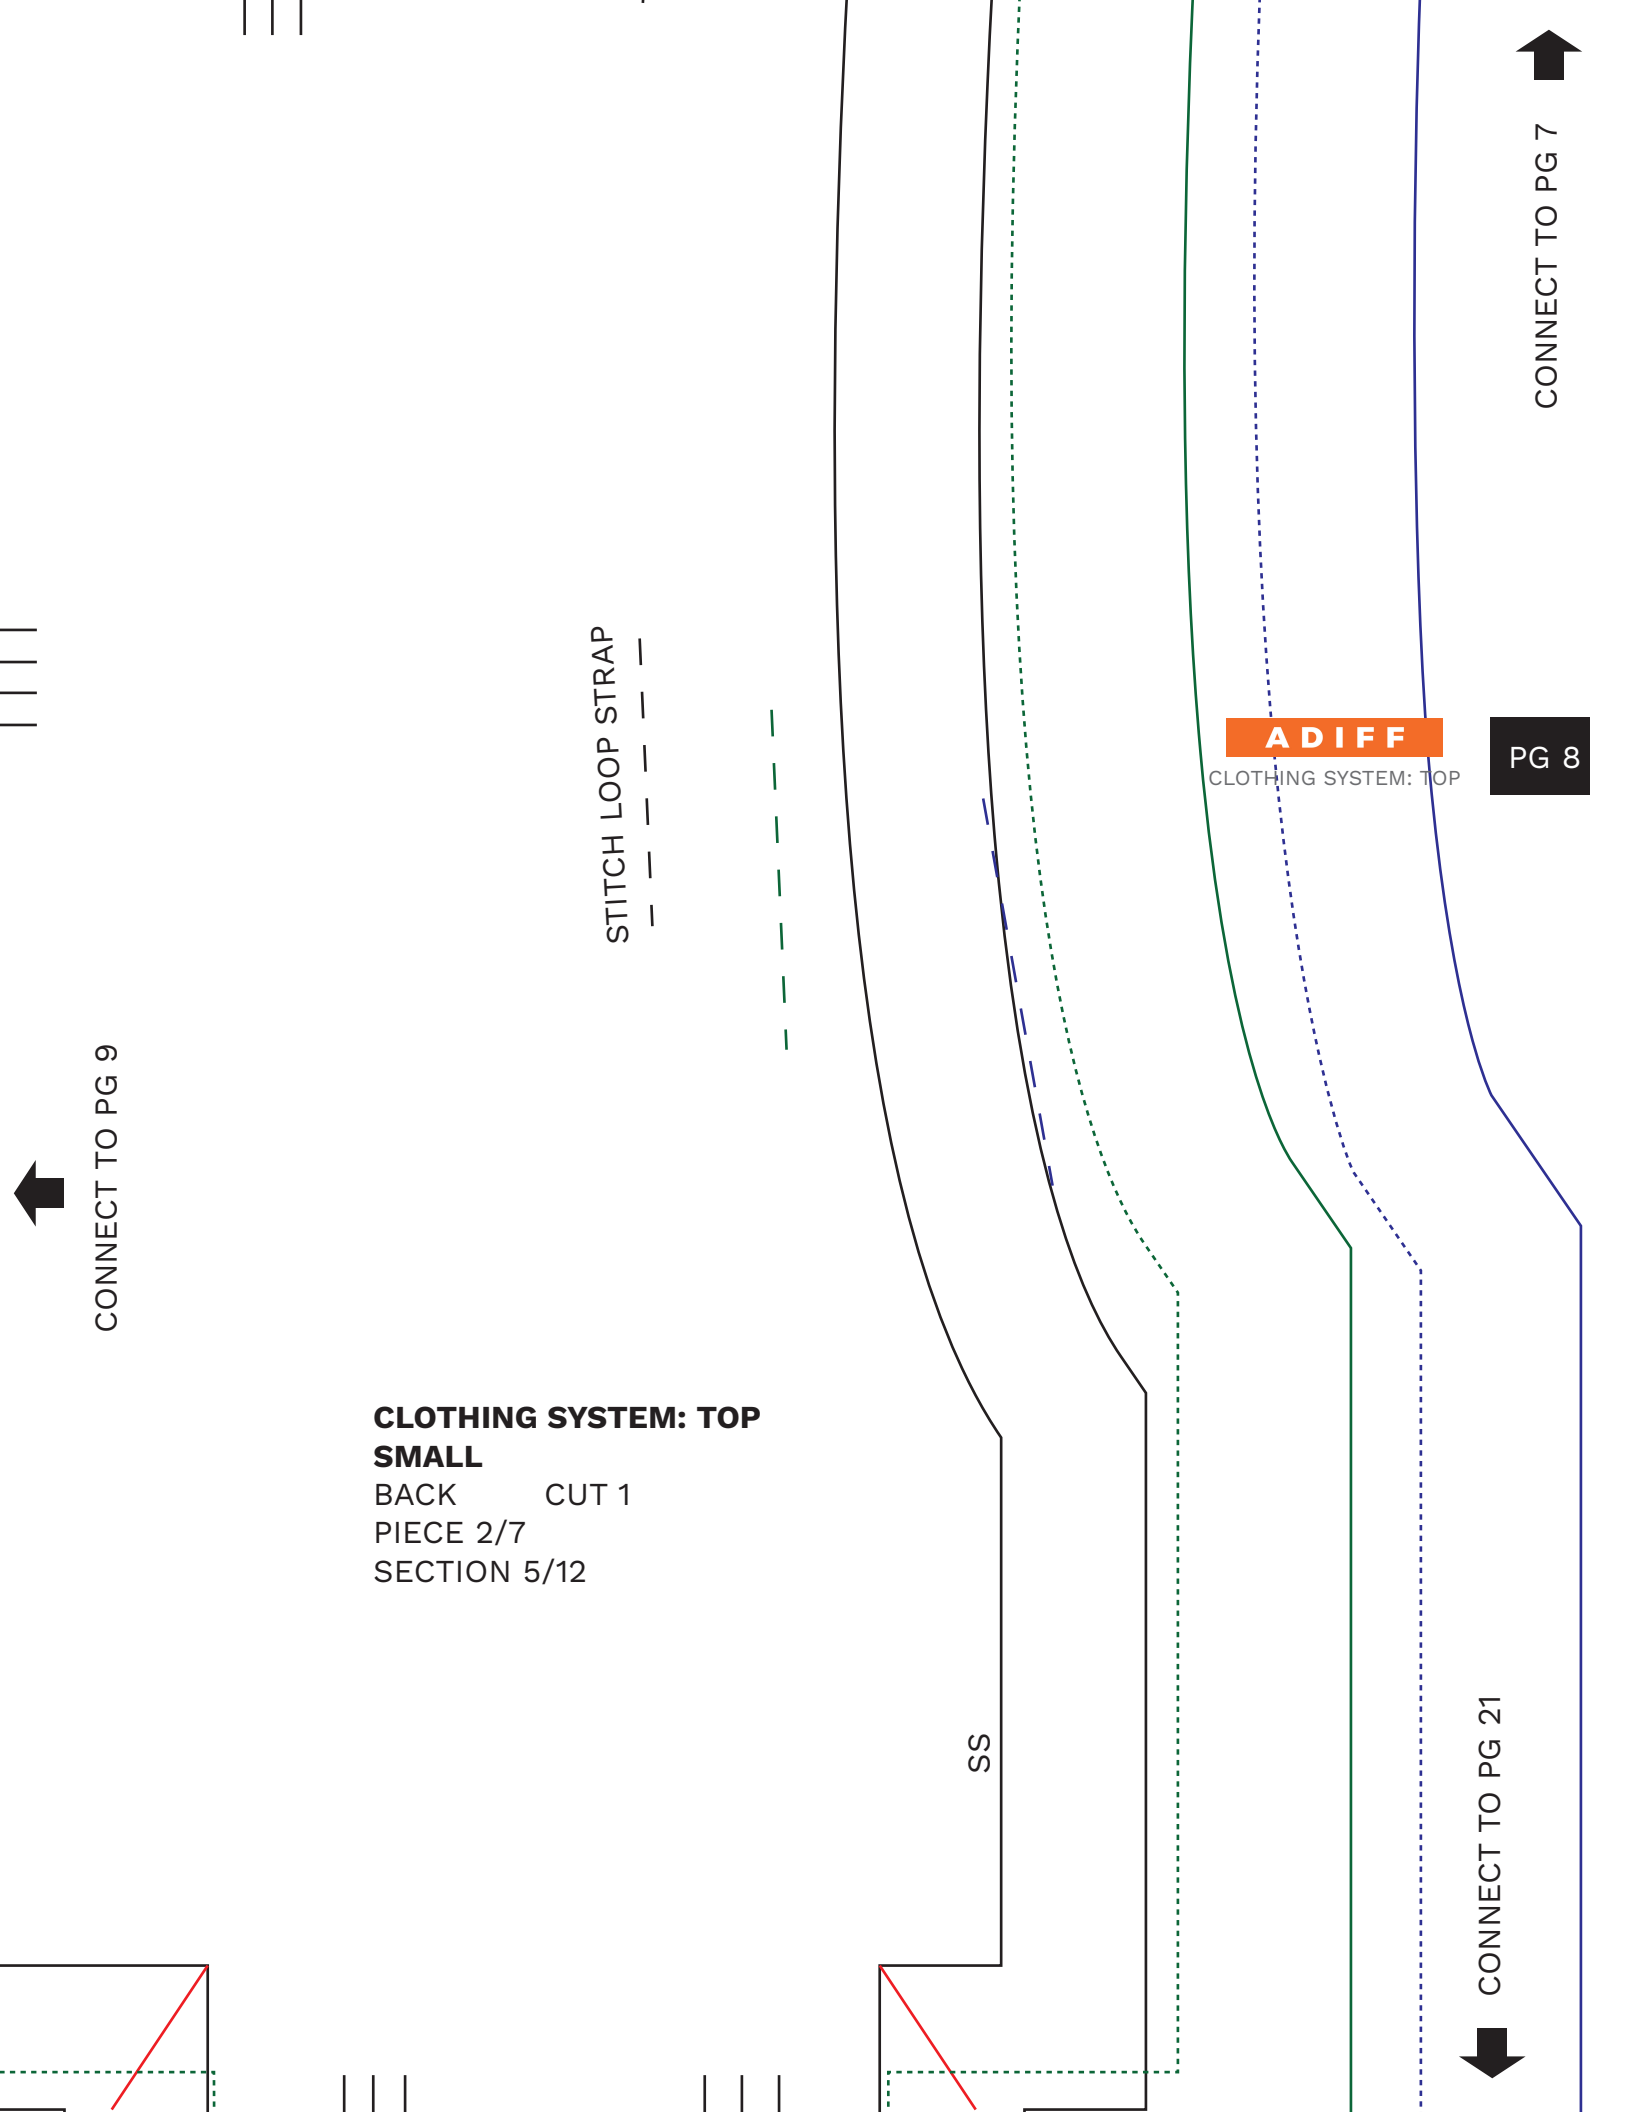 CONNECT TO PG 7
STITCH LOOP STRAP
ADIFF
CLOTHING SYSTEM: TOP
PG 8
CONNECT TO PG 9
CLOTHING SYSTEM: TOP
SMALL
BACK CUT 1
PIECE 2/7
SECTION 5/12
SS
CONNECT TO PG 21